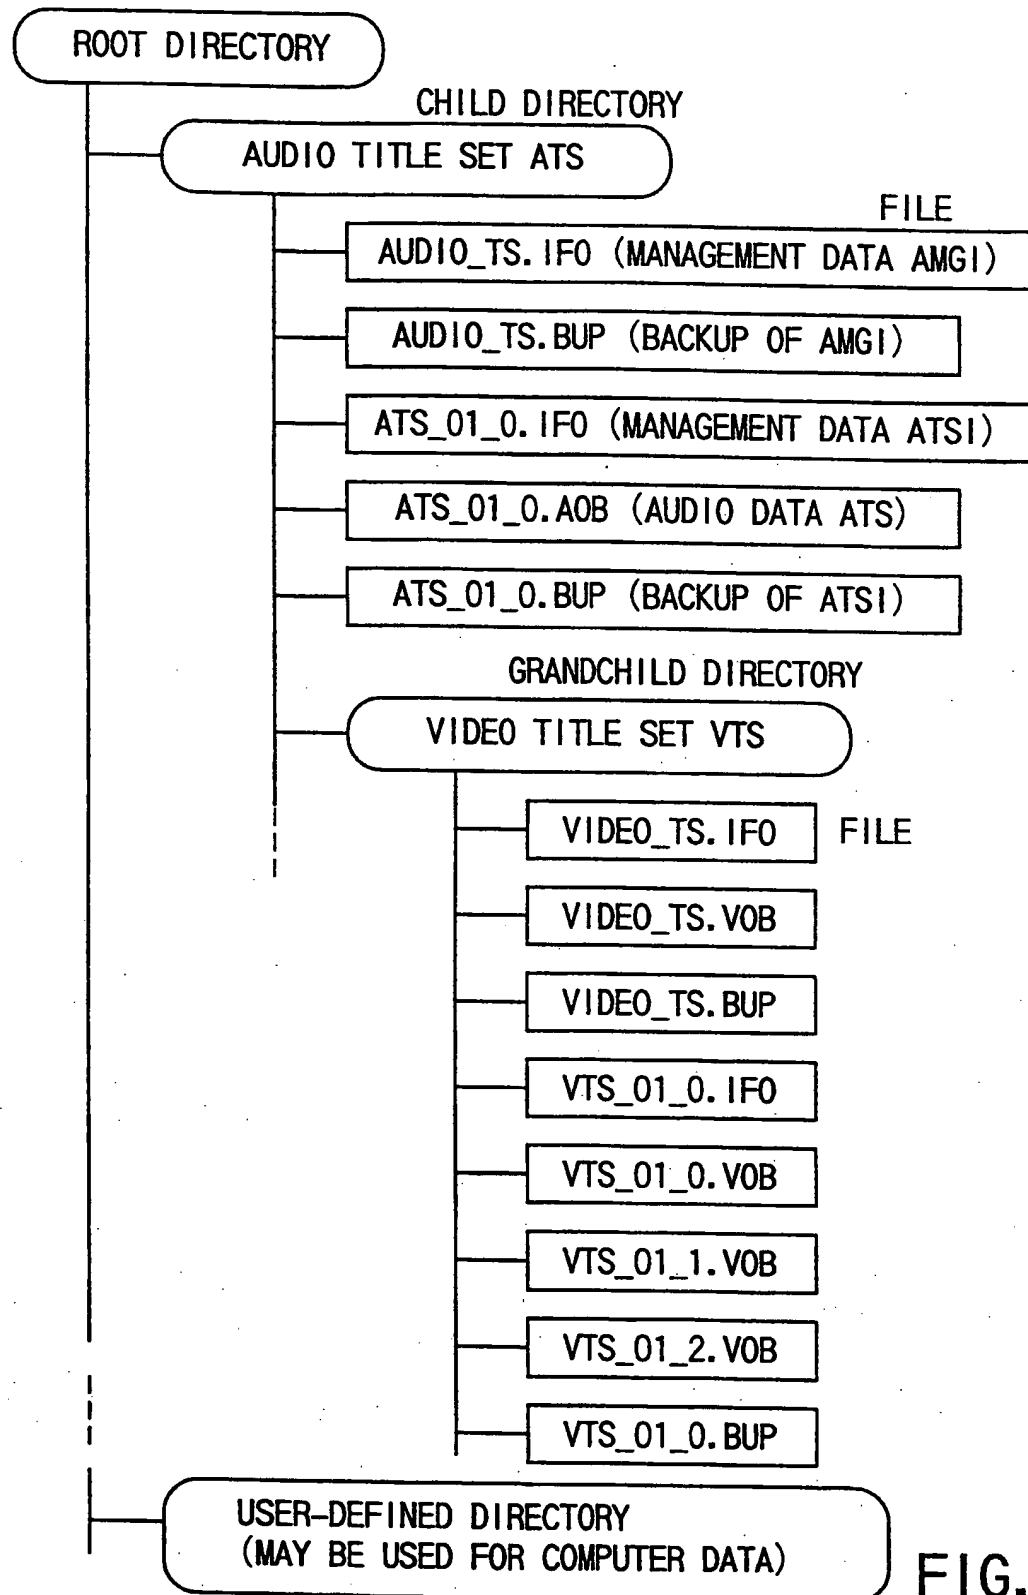 ROOT DIRECTORY
CHILD DIRECTORY
AUDIO TITLE SET ATS
FILE
AUDIO_TS.IFO (MANAGEMENT DATA AMGI)
AUDIO_TS.BUP (BACKUP OF AMGI)
ATS_01_0.IFO (MANAGEMENT DATA ATSI)
ATS_01_0.AOB (AUDIO DATA ATS)
ATS_01_0.BUP (BACKUP OF ATSI)
GRANDCHILD DIRECTORY
VIDEO TITLE SET VTS
VIDEO_TS.IFO FILE
VIDEO_TS.VOB
VIDEO_TS.BUP
VTS_01_0.IFO
VTS_01_0.VOB
VTS_01_1.VOB
VTS_01_2.VOB
VTS_01_0.BUP
USER-DEFINED DIRECTORY
(MAY BE USED FOR COMPUTER DATA)
FIG.